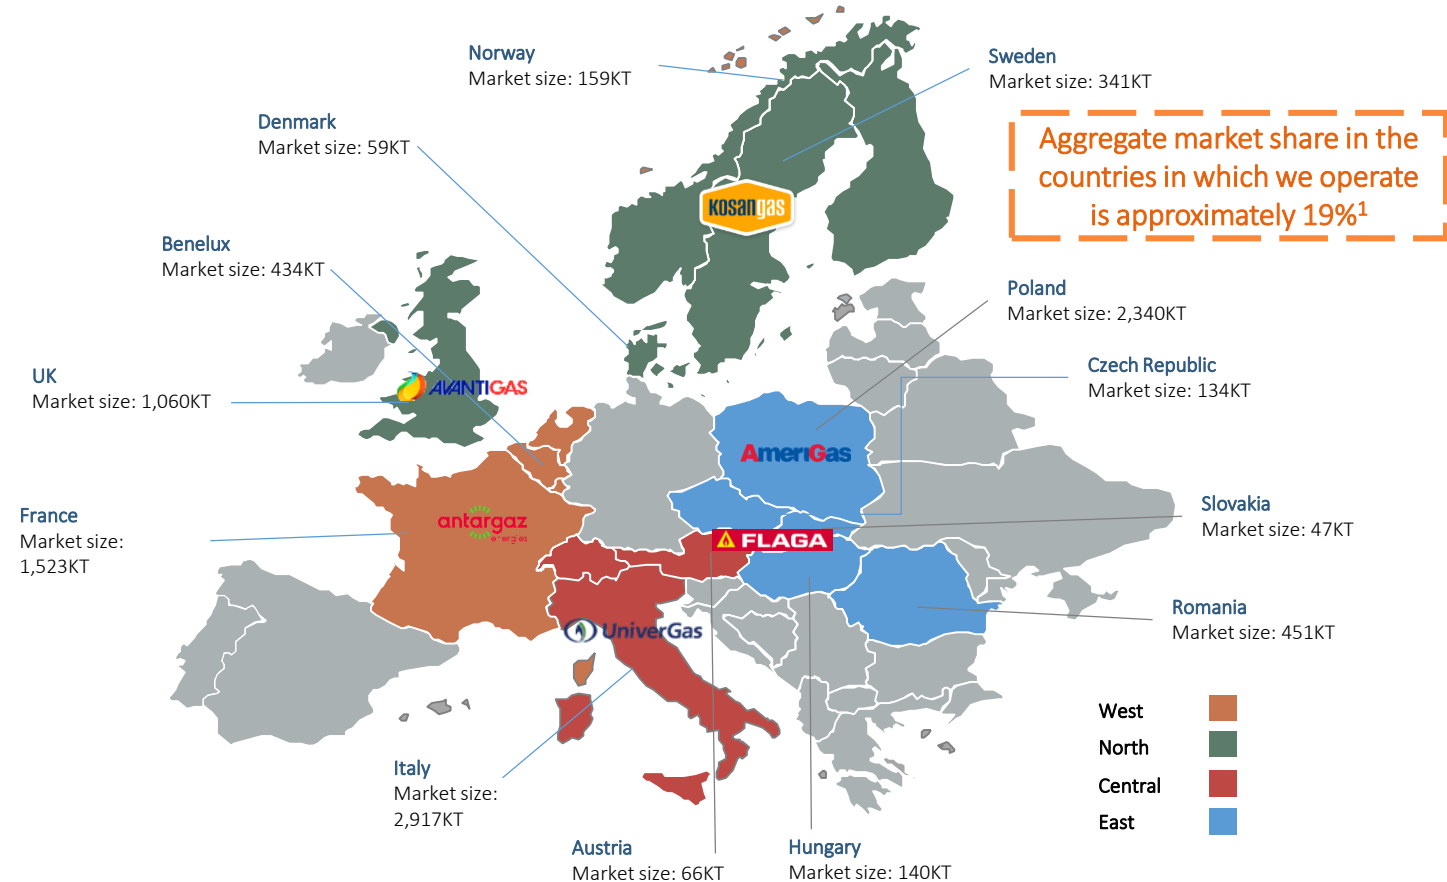 Norway
Market size: 159KT
Sweden
Market size: 341KT
Denmark
Market size: 59KT
Aggregate market share in the
countries in which we operate
is approximately 19%¹
kosangas
Benelux
Market size: 434KT
Poland
Market size: 2,340KT
Czech Republic
Market size: 134KT
UK
Market size: 1,060KT
AVANTIGAS
AmeriGas
France
Market size:
1,523KT
antargaz
energies
Slovakia
Market size: 47KT
FLAGA
Romania
Market size: 451KT
UniverGas
West
North
Central
East
Italy
Market size:
2,917KT
Austria
Market size: 66KT
Hungary
Market size: 140KT